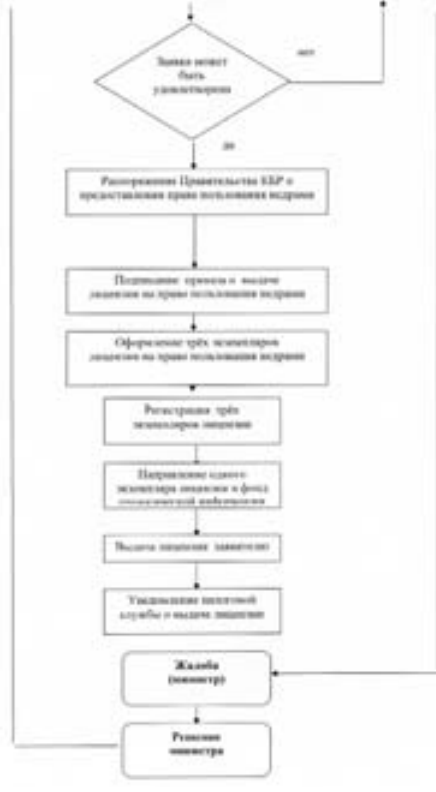 Заявка может
быть
удовлетворена
нет
да
Распоряжение Правительства КБР о
предоставлении права пользования недрами
Подписание приказа о выдаче
лицензии на право пользования недрами
Оформление трёх экземпляров
лицензии на право пользования недрами
Регистрация трёх
экземпляров лицензии
Направление одного
экземпляра лицензии в фонд
геологической информации
Выдача лицензии заявителю
Уведомление налоговой
службы о выдаче лицензии
Жалоба
(министр)
Решение
министра